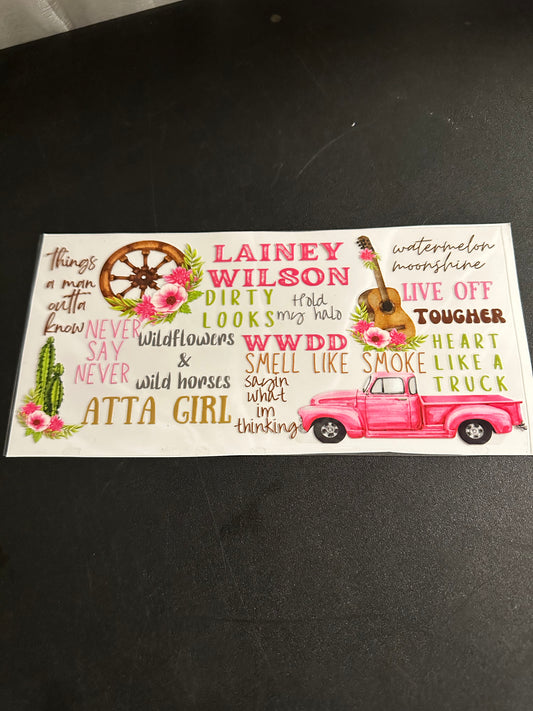 things
a man
outta
know
NEVER
SAY
NEVER
wildflowers
&
wild horses
ATTA GIRL
LAINEY
WILSON
DIRTY
LOOKS
Hold
my halo
WWDD
SMELL LIKE SMOKE
sayin
what
im
thinking
watermelon
moonshine
LIVE OFF
TOUGHER
HEART
LIKE A
TRUCK